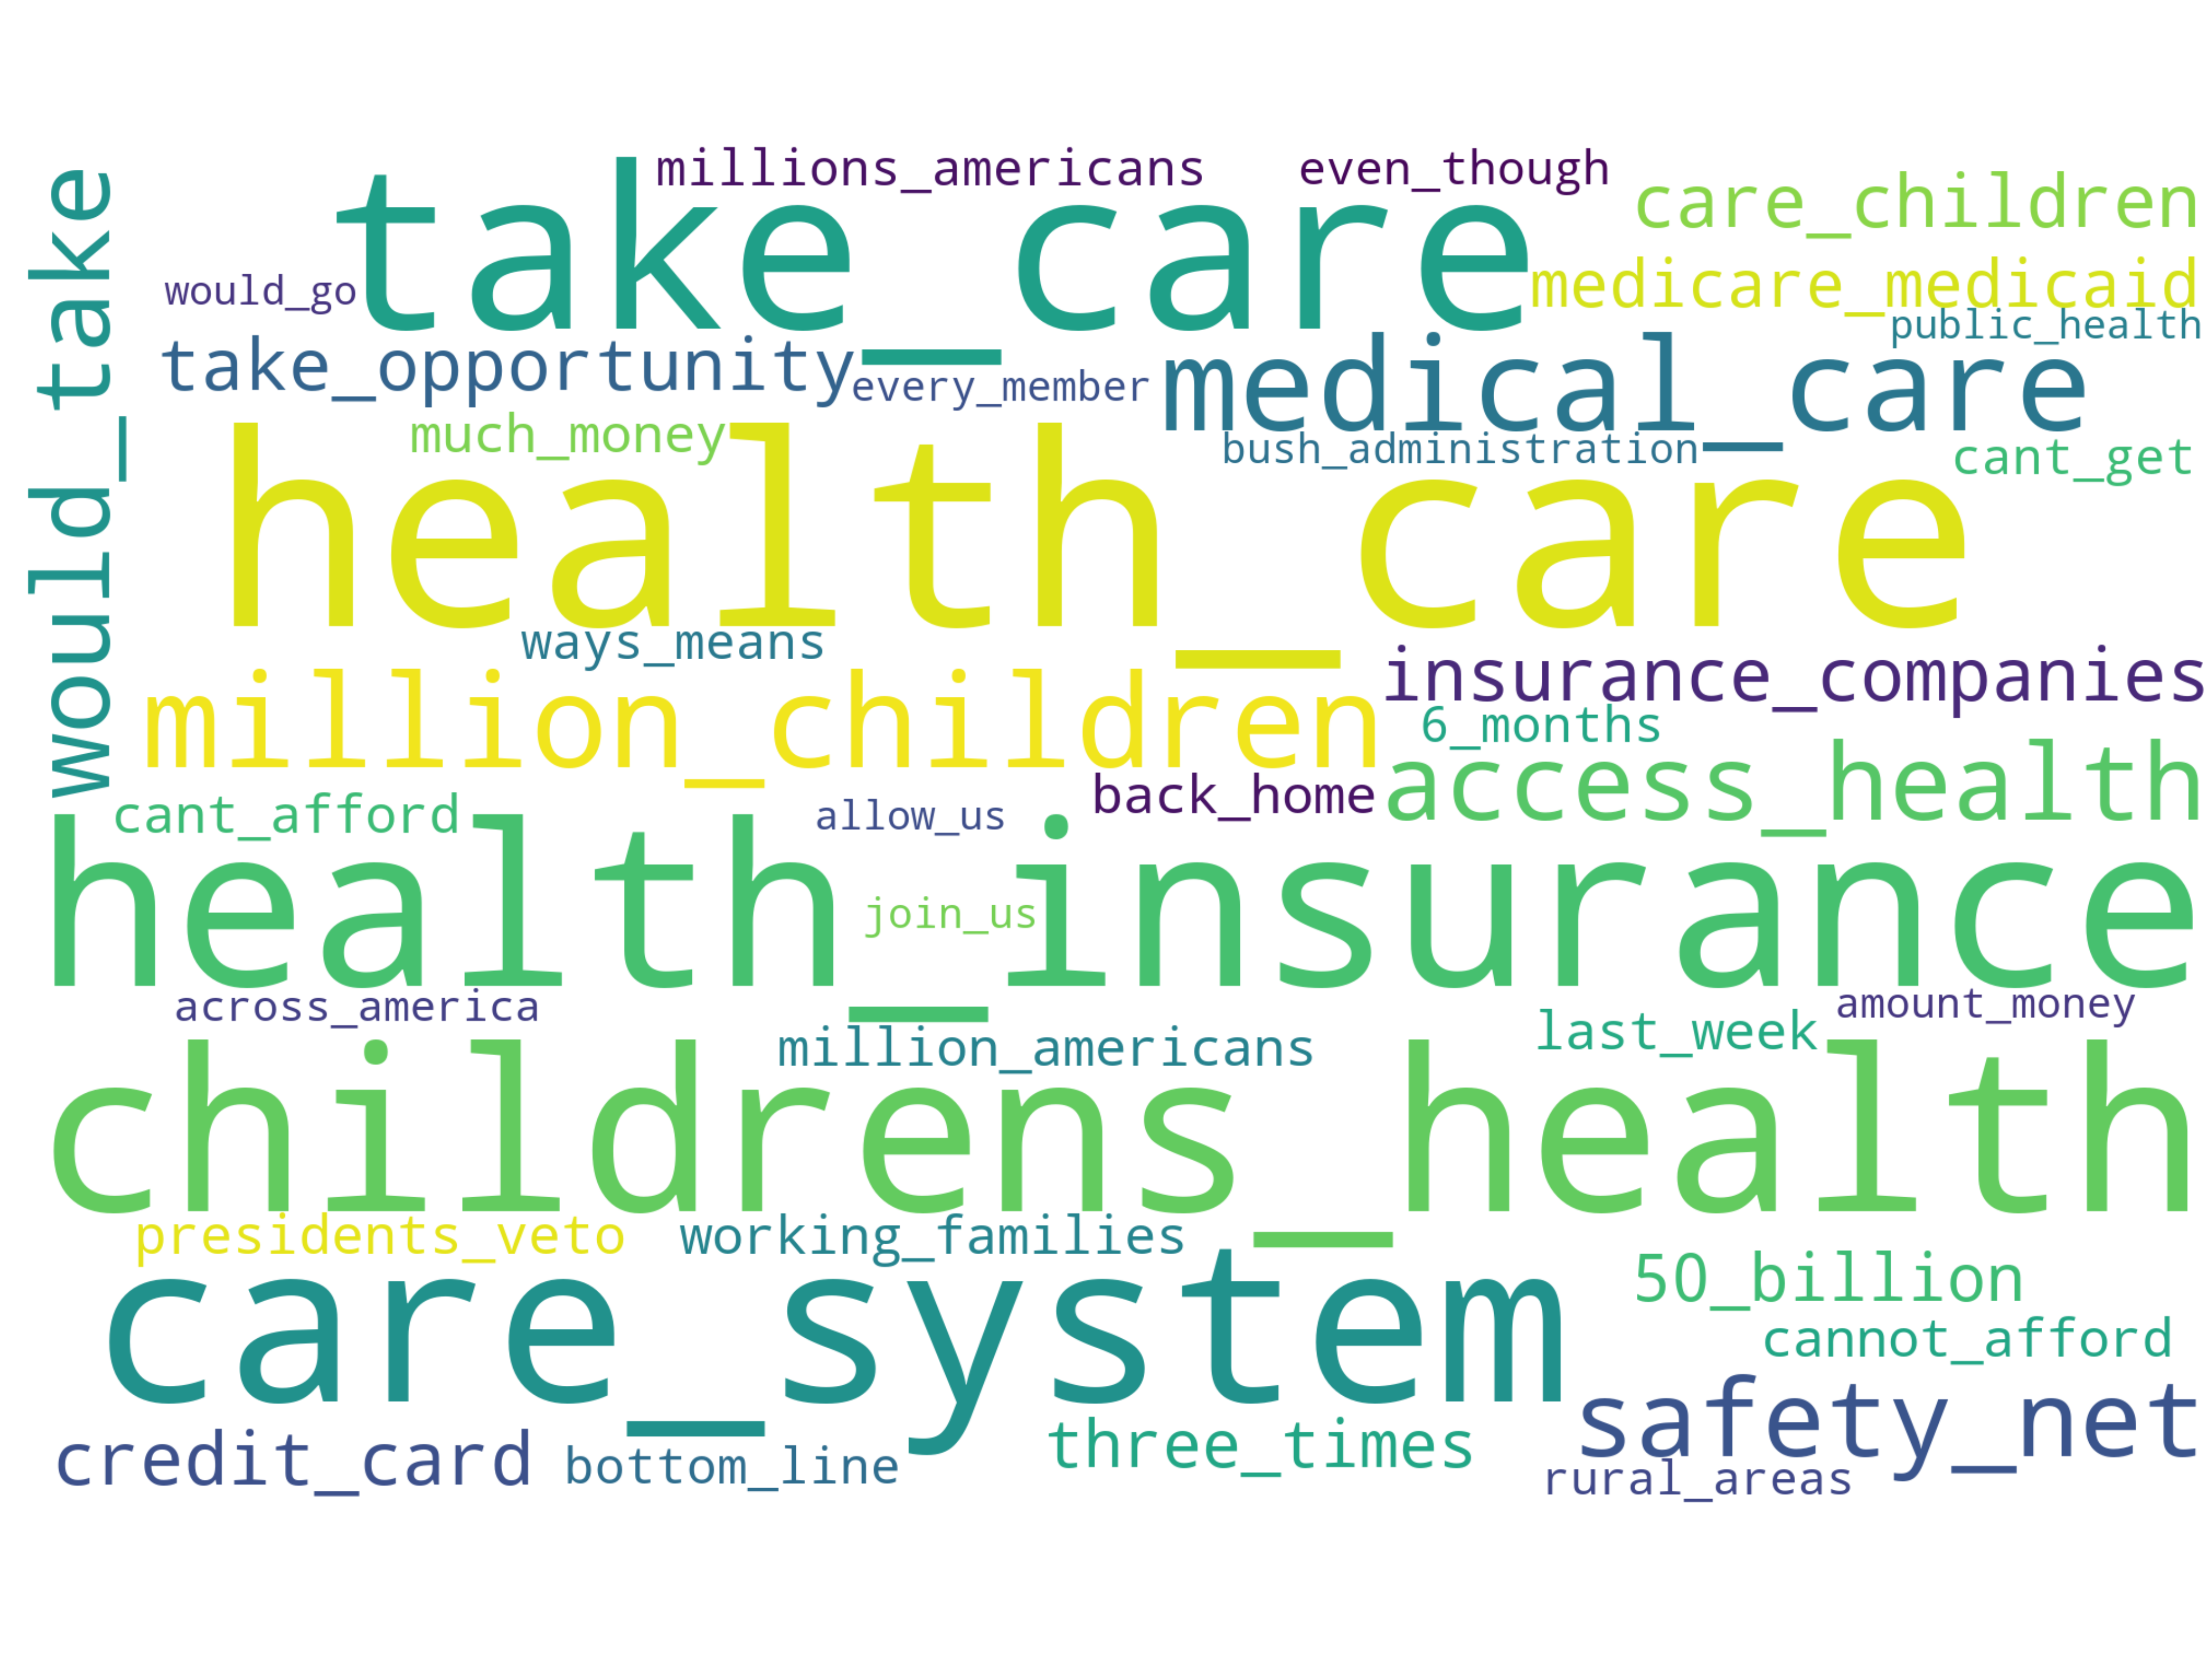 would_take
millions_americans
even_though
take_care
care_children
would_go
medicare_medicaid
public_health
take_opportunity
every_member
medical_care
much_money
bush_administration
cant_get
health_care
ways_means
insurance_companies
million_children
6_months
back_home
access_health
cant_afford
allow_us
health_insurance
join_us
across_america
amount_money
million_americans
last_week
childrens_health
presidents_veto
working_families
50_billion
care_system
cannot_afford
safety_net
credit_card
bottom_line
three_times
rural_areas